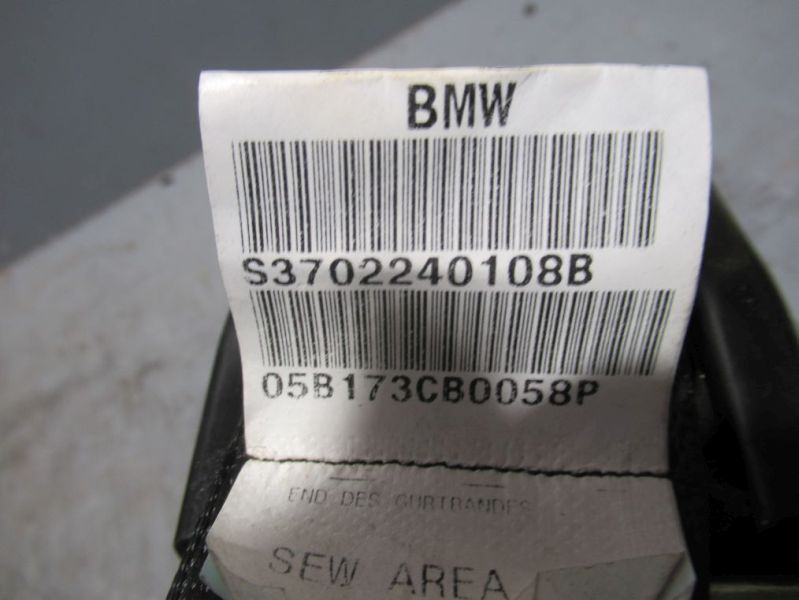 BMW
S3702240108B
05B173CB0058P
END DES GURTBANDES
SEW AREA